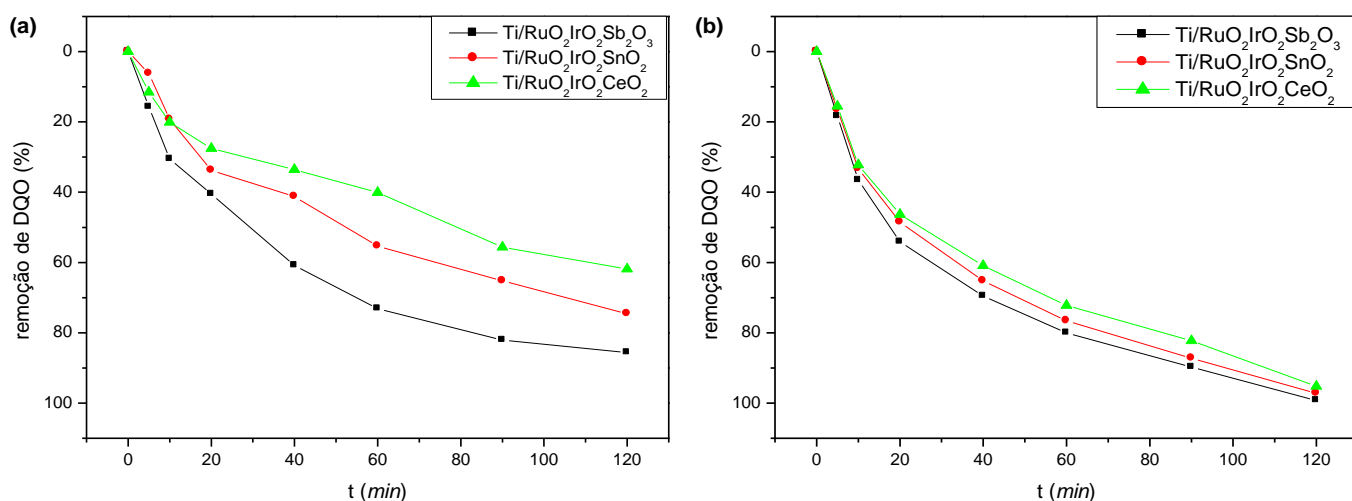 (a)
Ti/RuO₂IrO₂Sb₂O₃
Ti/RuO₂IrO₂SnO₂
Ti/RuO₂IrO₂CeO₂
remoção de DQO (%)
0
20
40
60
80
100
0 20 40 60 80 100 120
t (min)
(b)
Ti/RuO₂IrO₂Sb₂O₃
Ti/RuO₂IrO₂SnO₂
Ti/RuO₂IrO₂CeO₂
remoção de DQO (%)
0
20
40
60
80
100
0 20 40 60 80 100 120
t (min)